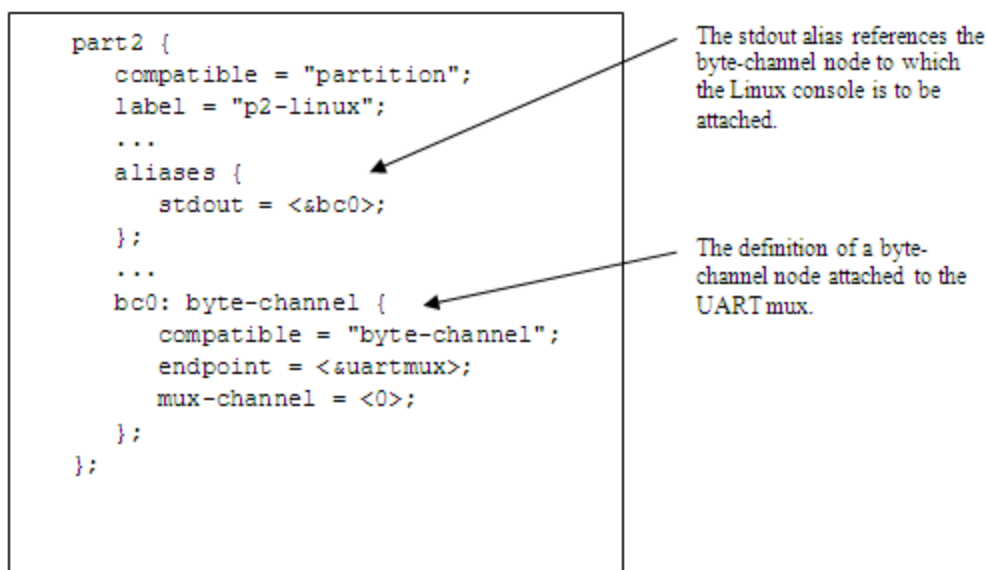 part2 {
compatible = "partition";
label = "p2-linux";
...
aliases {
stdout = <&bc0>;
};
...
bc0: byte-channel {
compatible = "byte-channel";
endpoint = <&uartmux>;
mux-channel = <0>;
};
};
The stdout alias references the
byte-channel node to which
the Linux console is to be
attached.
The definition of a byte-
channel node attached to the
UART mux.